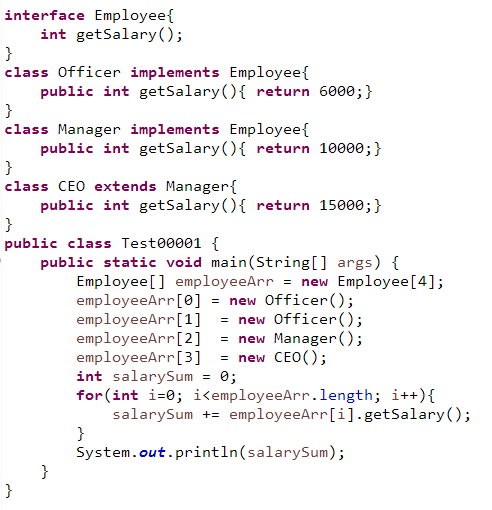 interface Employee{
    int getSalary();
}
class Officer implements Employee{
    public int getSalary(){ return 6000;}
}
class Manager implements Employee{
    public int getSalary(){ return 10000;}
}
class CEO extends Manager{
    public int getSalary(){ return 15000;}
}
public class Test00001 {
    public static void main(String[] args) {
        Employee[] employeeArr = new Employee[4];
        employeeArr[0] = new Officer();
        employeeArr[1]  = new Officer();
        employeeArr[2]  = new Manager();
        employeeArr[3]  = new CEO();
        int salarySum = 0;
        for(int i=0; i<employeeArr.length; i++){
            salarySum += employeeArr[i].getSalary();
        }
        System.out.println(salarySum);
    }
}